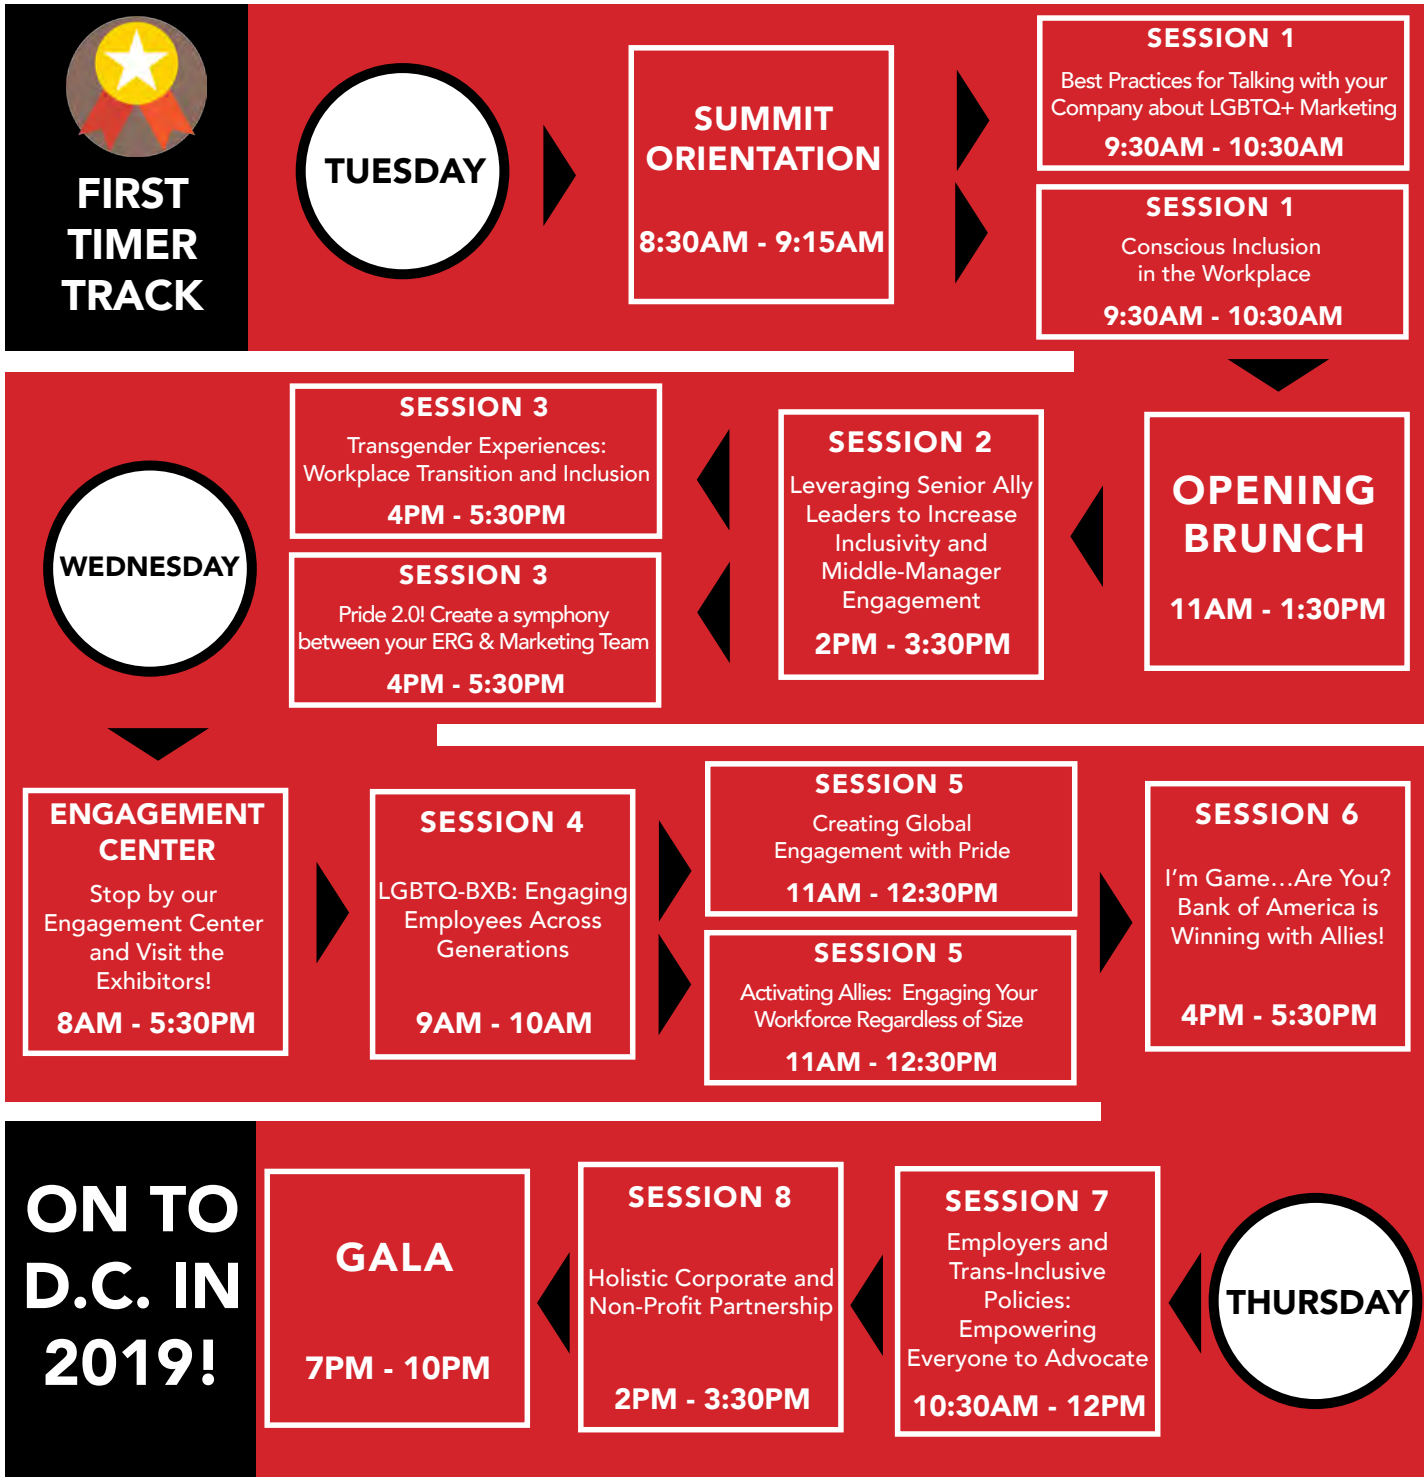 FIRST
TIMER
TRACK
TUESDAY
SUMMIT
ORIENTATION
8:30AM - 9:15AM
SESSION 1
Best Practices for Talking with your
Company about LGBTQ+ Marketing
9:30AM - 10:30AM
SESSION 1
Conscious Inclusion
in the Workplace
9:30AM - 10:30AM
OPENING
BRUNCH
11AM - 1:30PM
SESSION 2
Leveraging Senior Ally
Leaders to Increase
Inclusivity and
Middle-Manager
Engagement
2PM - 3:30PM
SESSION 3
Transgender Experiences:
Workplace Transition and Inclusion
4PM - 5:30PM
SESSION 3
Pride 2.0! Create a symphony
between your ERG & Marketing Team
4PM - 5:30PM
WEDNESDAY
ENGAGEMENT
CENTER
Stop by our
Engagement Center
and Visit the
Exhibitors!
8AM - 5:30PM
SESSION 4
LGBTQ-BXB: Engaging
Employees Across
Generations
9AM - 10AM
SESSION 5
Creating Global
Engagement with Pride
11AM - 12:30PM
SESSION 5
Activating Allies:  Engaging Your
Workforce Regardless of Size
11AM - 12:30PM
SESSION 6
I'm Game…Are You?
Bank of America is
Winning with Allies!
4PM - 5:30PM
THURSDAY
SESSION 7
Employers and
Trans-Inclusive
Policies:
Empowering
Everyone to Advocate
10:30AM - 12PM
SESSION 8
Holistic Corporate and
Non-Profit Partnership
2PM - 3:30PM
GALA
7PM - 10PM
ON TO
D.C. IN
2019!